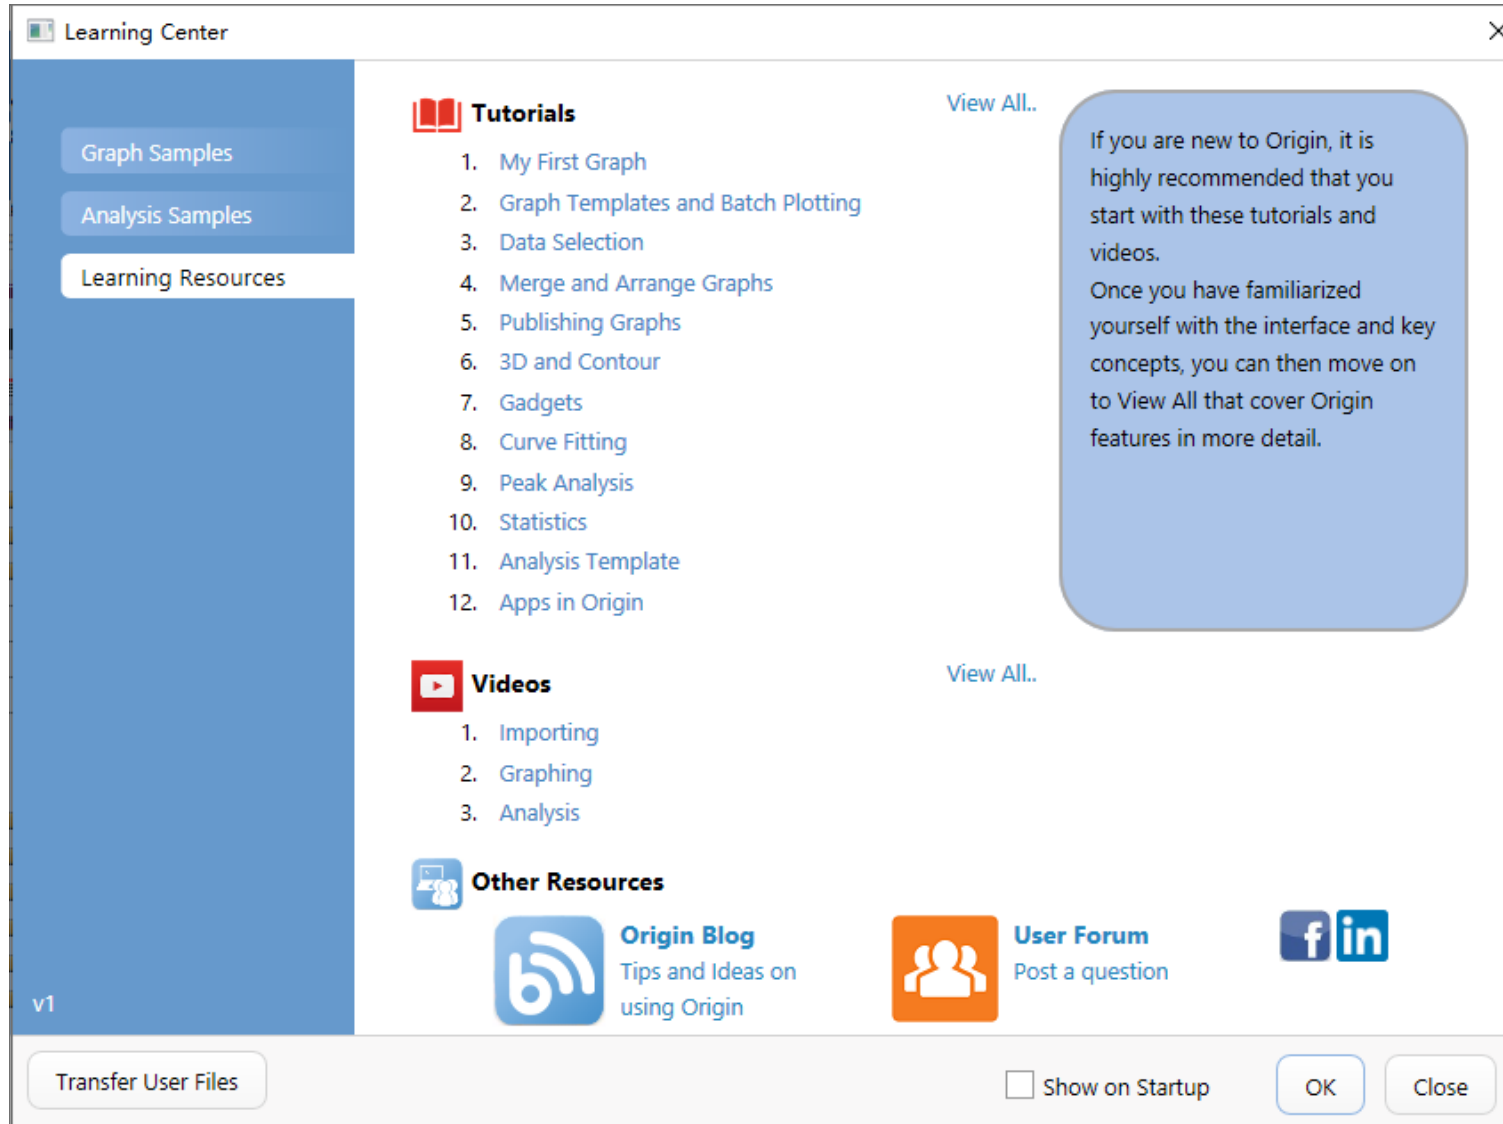 Learning Center
Graph Samples
Analysis Samples
Learning Resources
v1
Tutorials
View All..
1. My First Graph
2. Graph Templates and Batch Plotting
3. Data Selection
4. Merge and Arrange Graphs
5. Publishing Graphs
6. 3D and Contour
7. Gadgets
8. Curve Fitting
9. Peak Analysis
10. Statistics
11. Analysis Template
12. Apps in Origin
If you are new to Origin, it is
highly recommended that you
start with these tutorials and
videos.
Once you have familiarized
yourself with the interface and key
concepts, you can then move on
to View All that cover Origin
features in more detail.
Videos
View All..
1. Importing
2. Graphing
3. Analysis
Other Resources
Origin Blog
Tips and Ideas on
using Origin
User Forum
Post a question
f in
Transfer User Files
Show on Startup
OK
Close